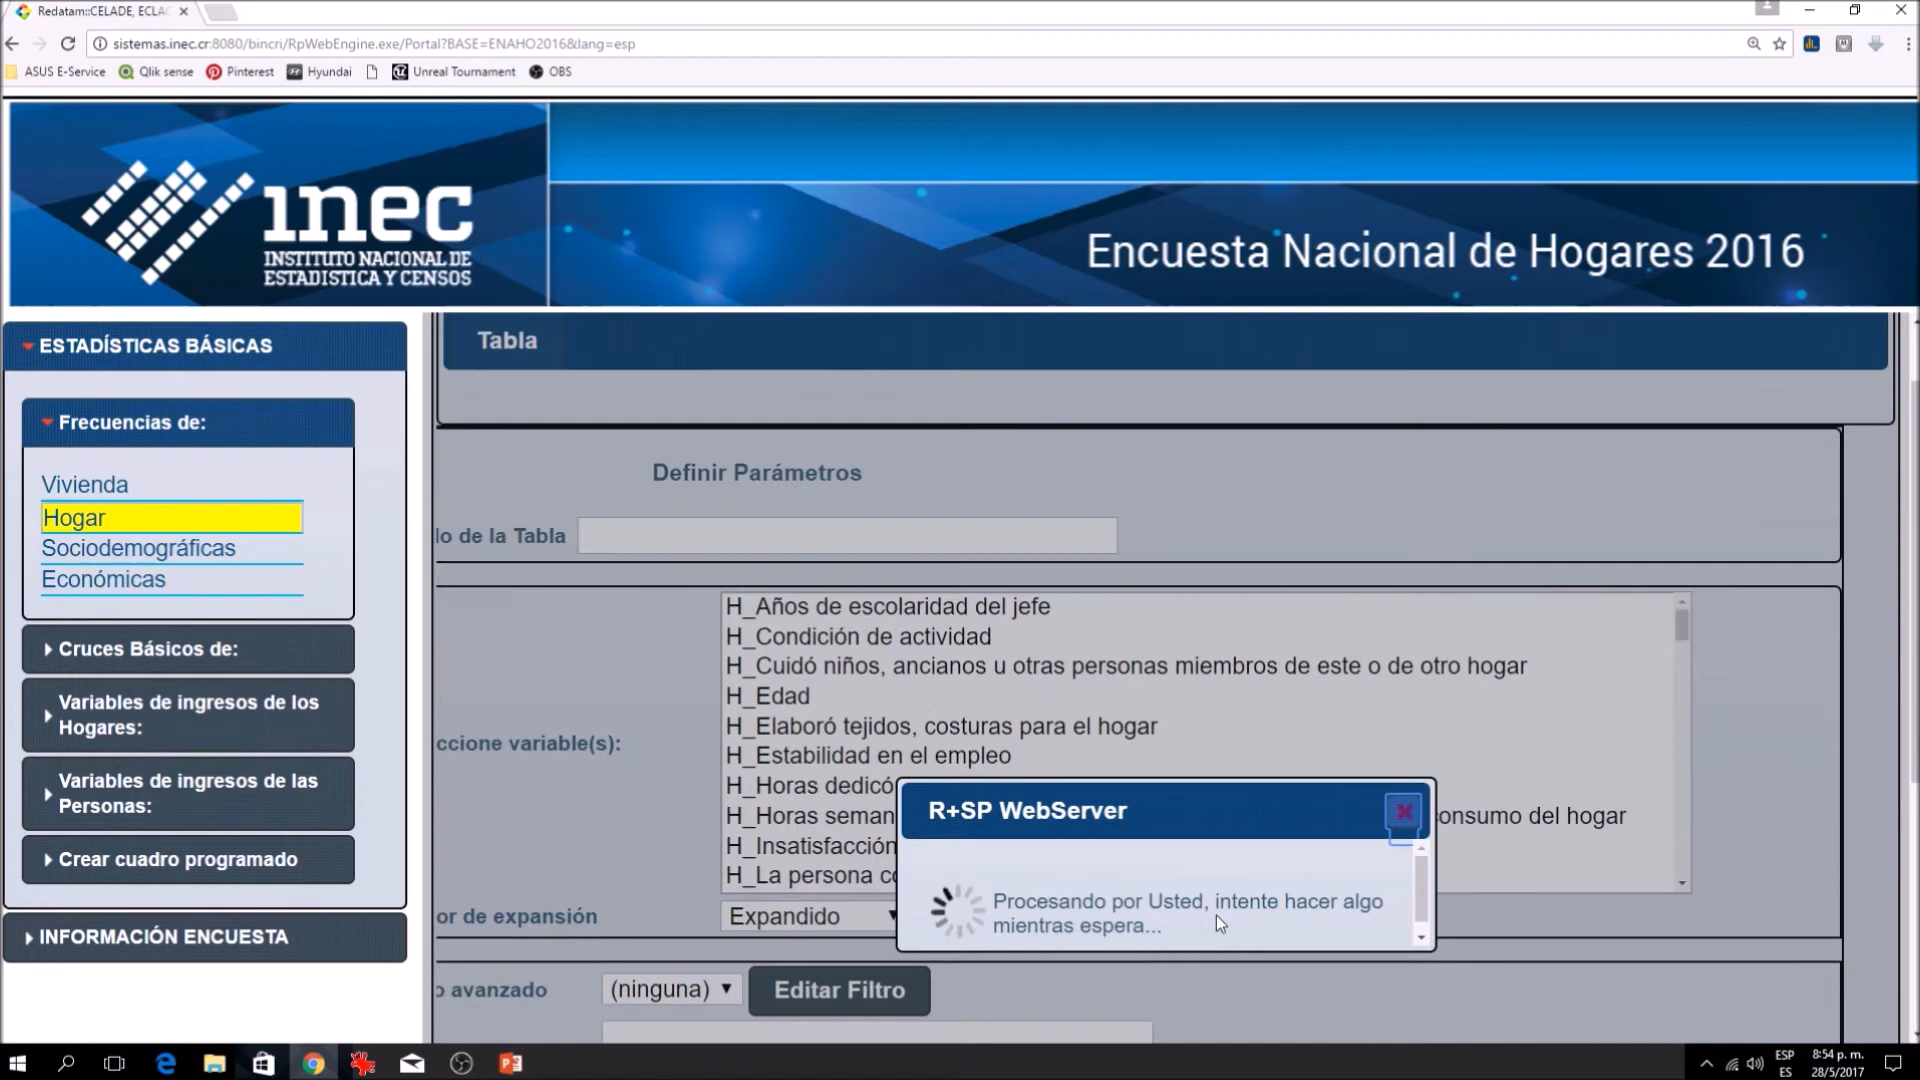 Redatam::CELADE, ECLAC
sistemas.inec.cr:8080/bincri/RpWebEngine.exe/Portal?BASE=ENAHO2016&lang=esp
ASUS E-Service
Qlik sense
Pinterest
Hyundai
Unreal Tournament
OBS
inec
INSTITUTO NACIONAL DE
ESTADÍSTICA Y CENSOS
Encuesta Nacional de Hogares 2016
ESTADÍSTICAS BÁSICAS
Frecuencias de:
Vivienda
Hogar
Sociodemográficas
Económicas
Cruces Básicos de:
Variables de ingresos de los
Hogares:
Variables de ingresos de las
Personas:
Crear cuadro programado
INFORMACIÓN ENCUESTA
Tabla
Definir Parámetros
lo de la Tabla
ccione variable(s):
H_Años de escolaridad del jefe
H_Condición de actividad
H_Cuidó niños, ancianos u otras personas miembros de este o de otro hogar
H_Edad
H_Elaboró tejidos, costuras para el hogar
H_Estabilidad en el empleo
H_Horas dedicó
H_Horas seman
onsumo del hogar
H_Insatisfacción
H_La persona co
or de expansión
Expandido
o avanzado
(ninguna)
Editar Filtro
R+SP WebServer
Procesando por Usted, intente hacer algo
mientras espera...
ESP
ES
8:54 p. m.
28/5/2017